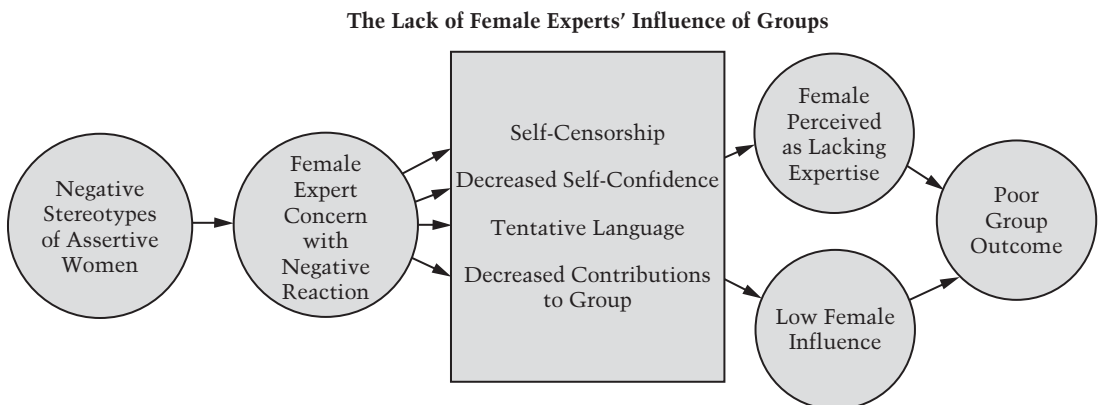 The Lack of Female Experts' Influence of Groups
Negative
Stereotypes
of Assertive
Women
Female
Expert
Concern
with
Negative
Reaction
Self-Censorship
Decreased Self-Confidence
Tentative Language
Decreased Contributions
to Group
Female
Perceived
as Lacking
Expertise
Low Female
Influence
Poor
Group
Outcome